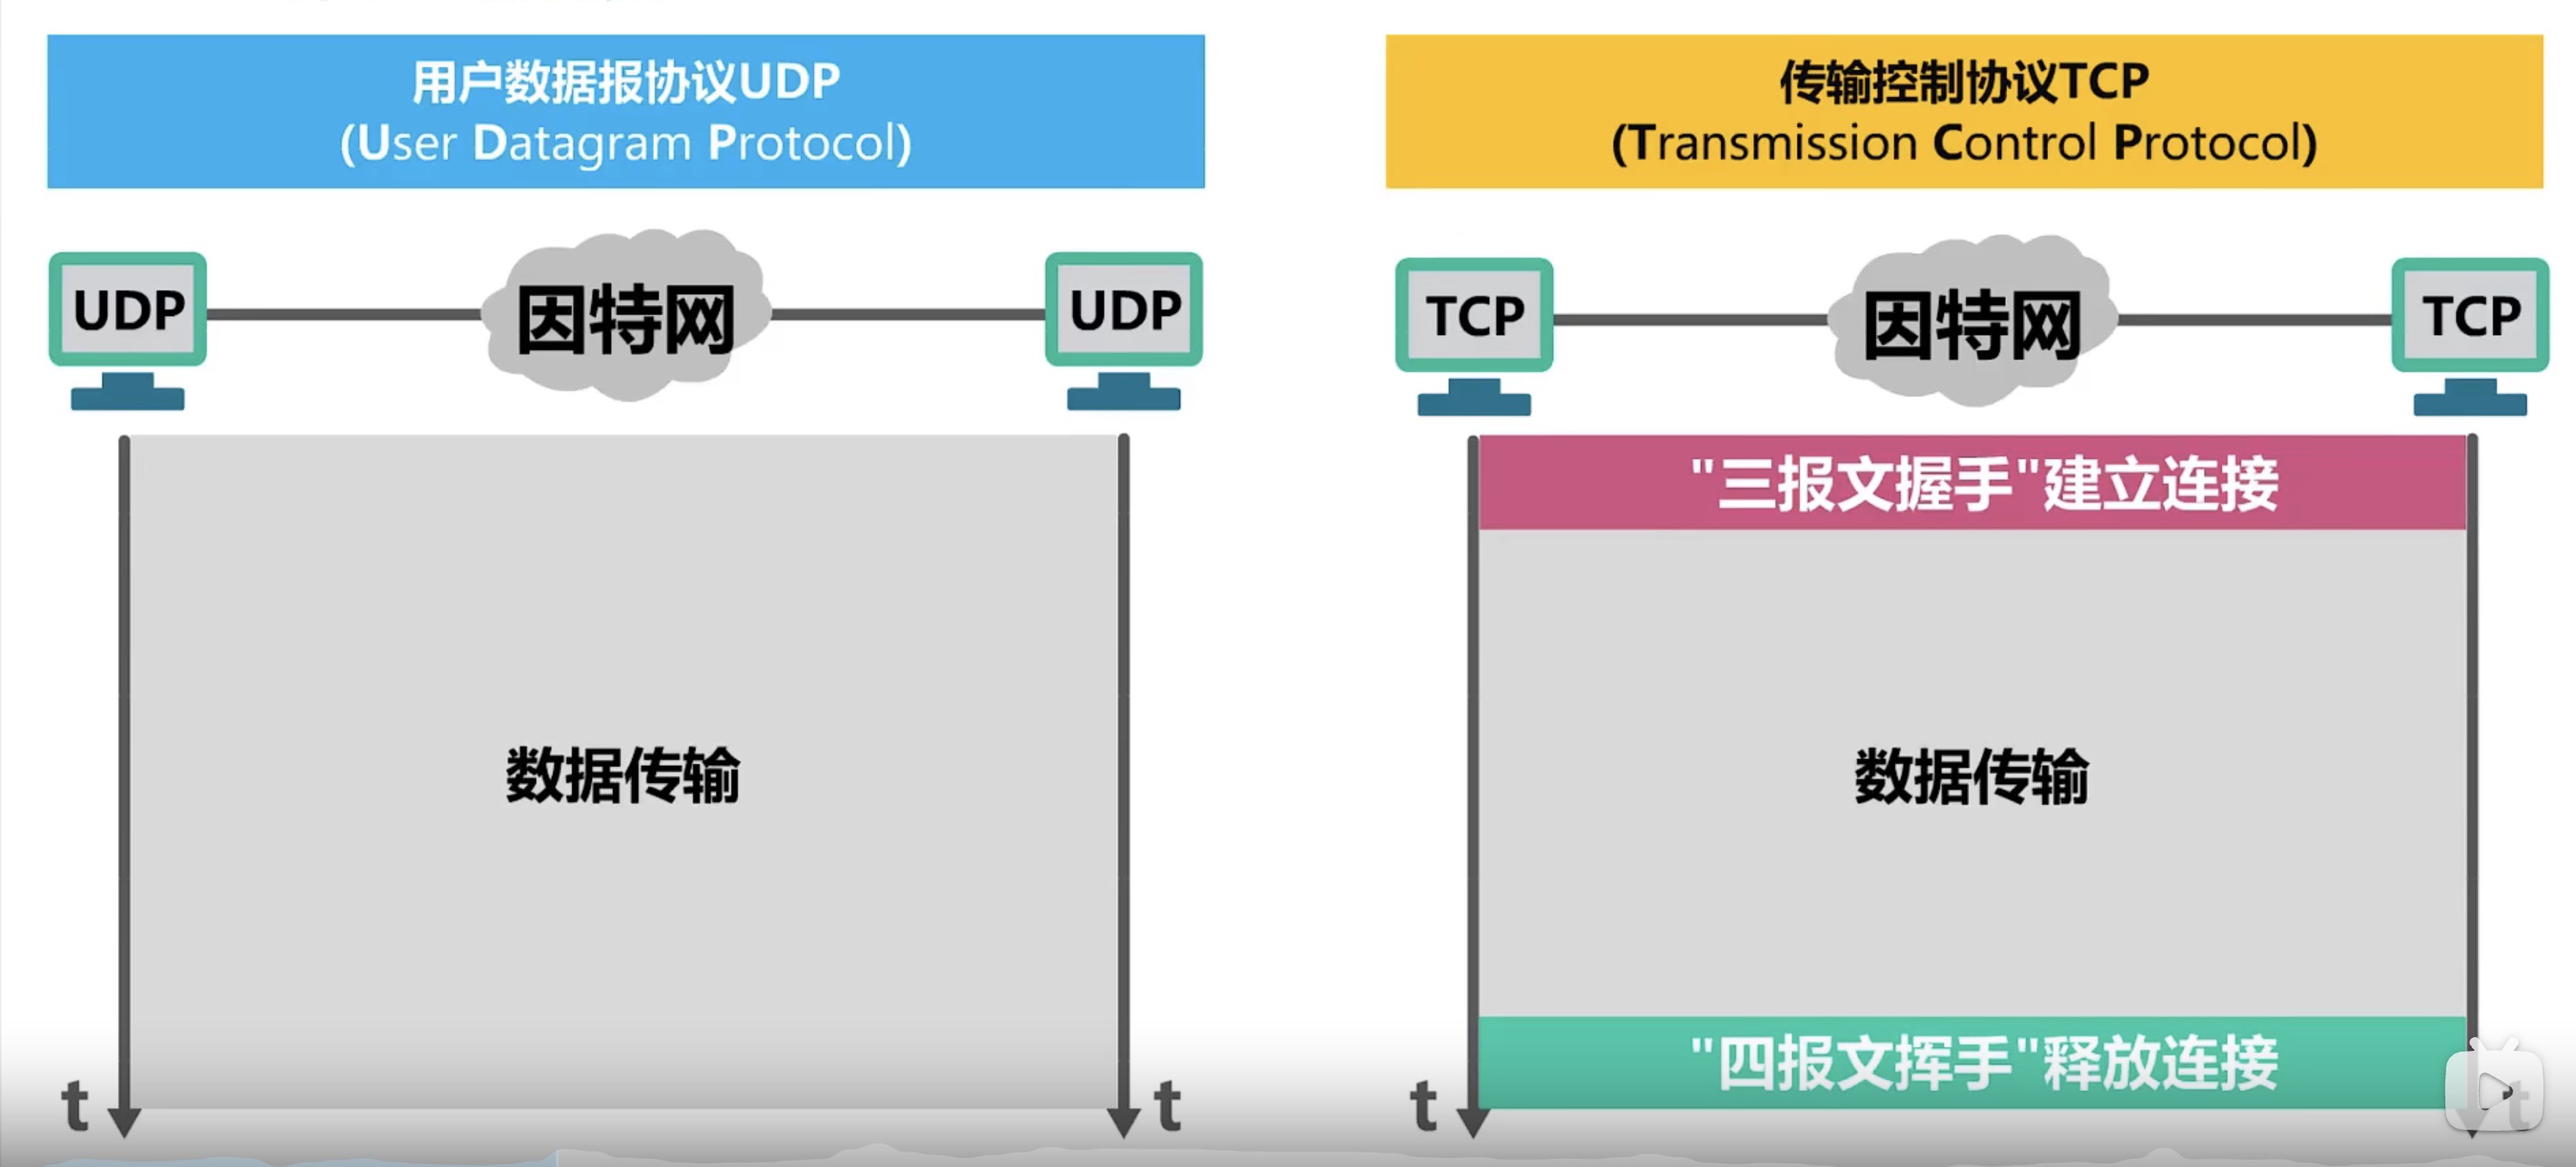 用户数据报协议UDP
(User Datagram Protocol)
UDP
因特网
UDP
数据传输
t
t
传输控制协议TCP
(Transmission Control Protocol)
TCP
因特网
TCP
"三报文握手"建立连接
数据传输
"四报文挥手"释放连接
t
t